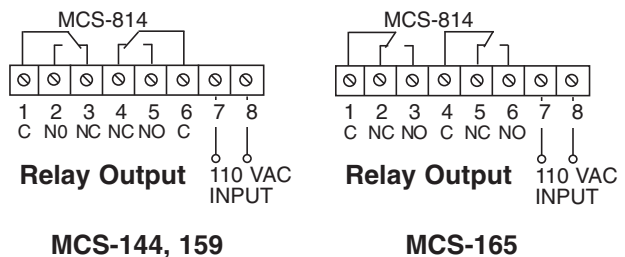 MCS-814
1 2 3 4 5 6 7 8
C N0 NC NC NO C
Relay Output
110 VAC
INPUT
MCS-144, 159
MCS-814
1 2 3 4 5 6 7 8
C NC NO C NC NO
Relay Output
110 VAC
INPUT
MCS-165